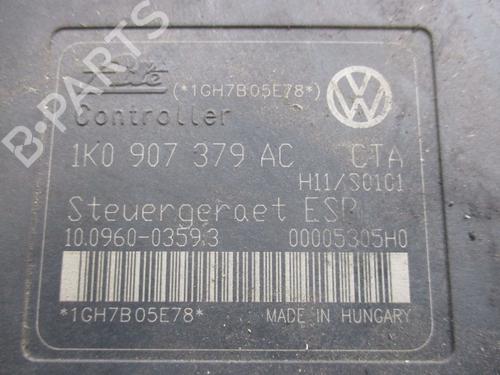 B-PARTS
Ate
(*1GH7B05E78*)
Controller
1K0 907 379 AC CTA
H11/S01C1
Steuergeraet ESP
10.0960-0359.3 00005305H0
*1GH7B05E78* MADE IN HUNGARY